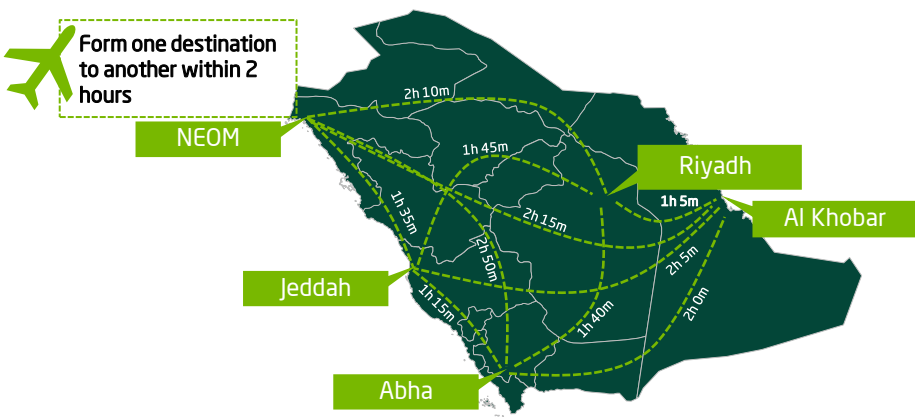 Form one destination
to another within 2
hours
2h 10m
NEOM
1h 45m
Riyadh
1h 5m
1h 35m
2h 15m
Al Khobar
2h 50m
2h 5m
Jeddah
1h 15m
1h 40m
2h 0m
Abha